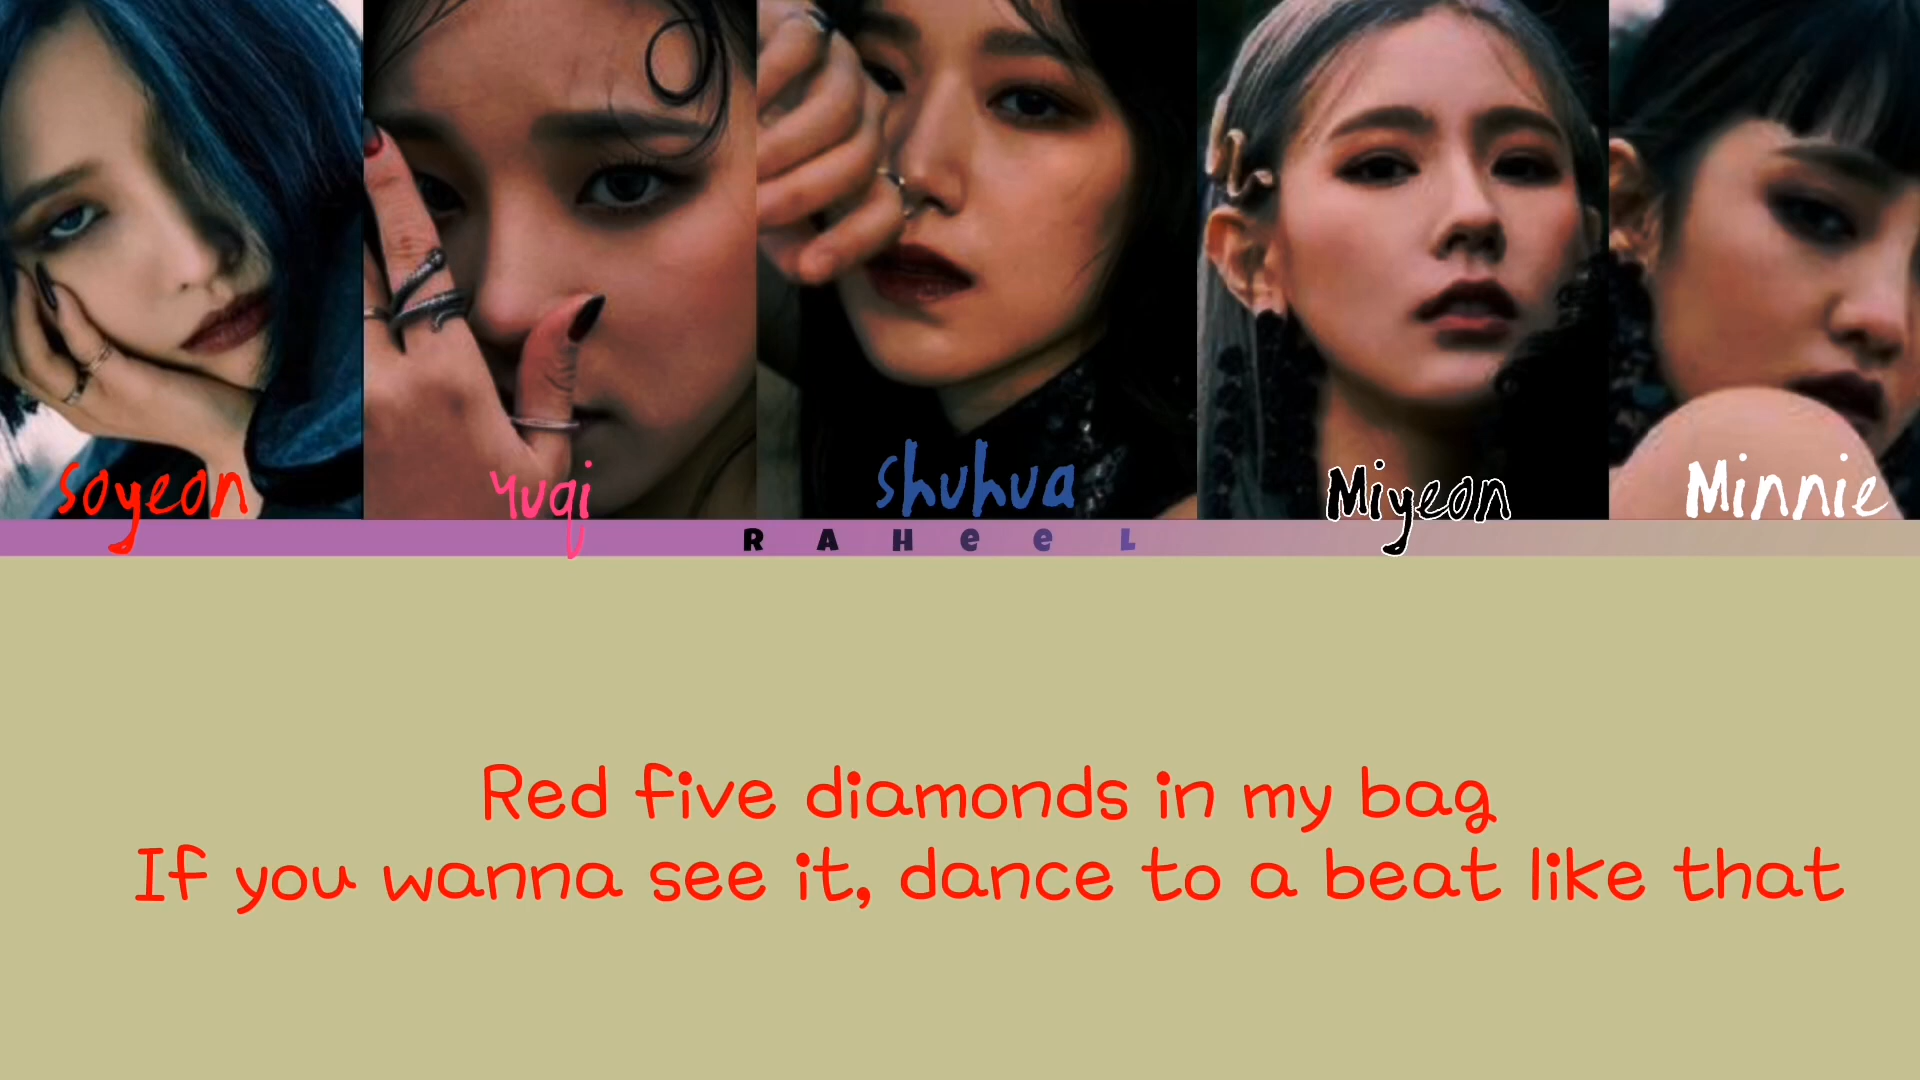 Soyeon Yuqi Shuhua Miyeon Minnie
RAHeeL
Red five diamonds in my bag
If you wanna see it, dance to a beat like that